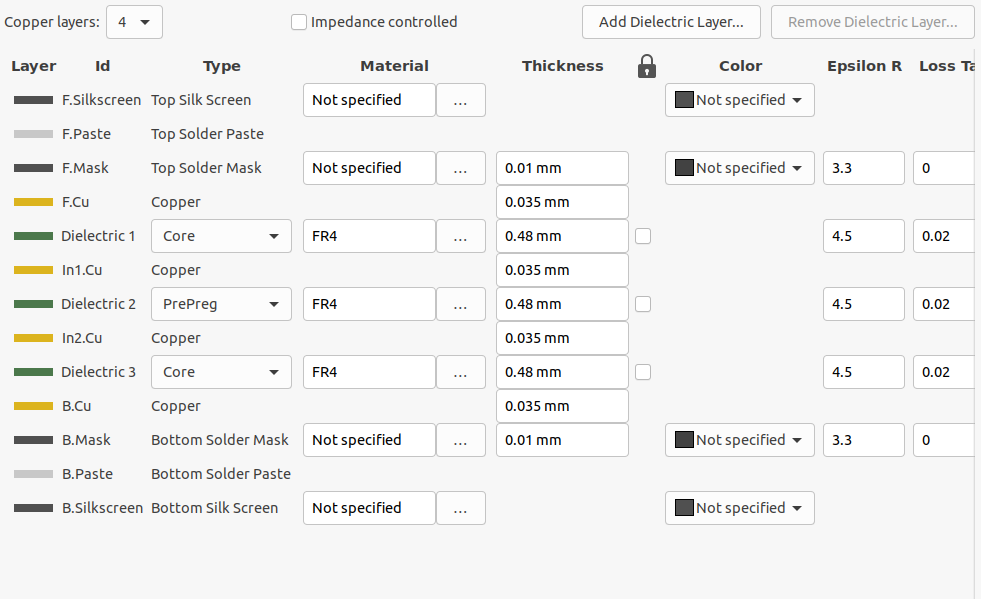 Copper layers: 4 Impedance controlled Add Dielectric Layer... Remove Dielectric Layer...
Layer Id Type Material Thickness Color Epsilon R Loss Ta
F.Silkscreen Top Silk Screen Not specified ... Not specified
F.Paste Top Solder Paste
F.Mask Top Solder Mask Not specified ... 0.01 mm Not specified 3.3 0
F.Cu Copper 0.035 mm
Dielectric 1 Core FR4 ... 0.48 mm 4.5 0.02
In1.Cu Copper 0.035 mm
Dielectric 2 PrePreg FR4 ... 0.48 mm 4.5 0.02
In2.Cu Copper 0.035 mm
Dielectric 3 Core FR4 ... 0.48 mm 4.5 0.02
B.Cu Copper 0.035 mm
B.Mask Bottom Solder Mask Not specified ... 0.01 mm Not specified 3.3 0
B.Paste Bottom Solder Paste
B.Silkscreen Bottom Silk Screen Not specified ... Not specified